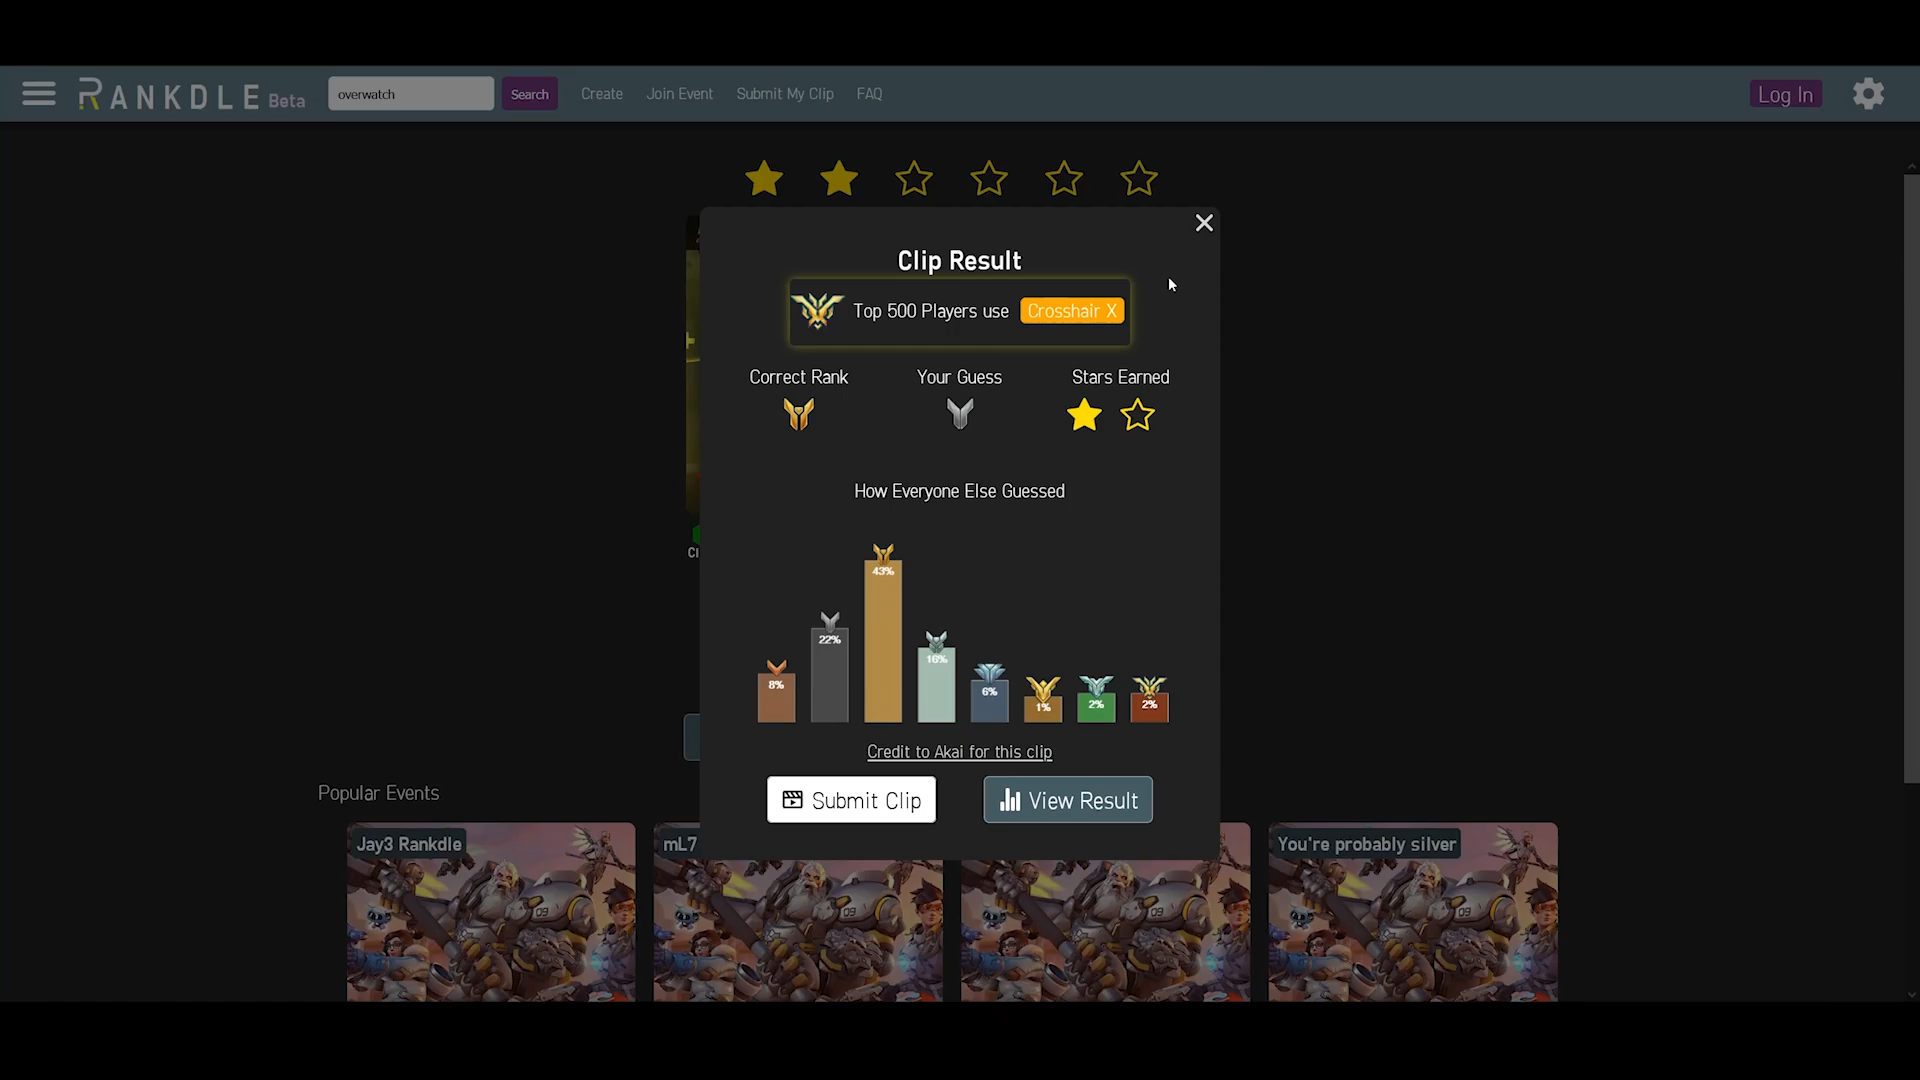 RANKDLE Beta
overwatch
Search
Create
Join Event
Submit My Clip
FAQ
Log In
Clip Result
Top 500 Players use Crosshair X
Correct Rank
Your Guess
Stars Earned
How Everyone Else Guessed
8%
22%
43%
16%
6%
1%
2%
2%
Credit to Akai for this clip
Submit Clip
View Result
Popular Events
Jay3 Rankdle
mL7
You're probably silver